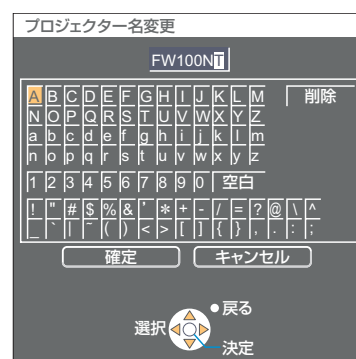 プロジェクター名変更
FW100NT
A B C D E F G H I J K L M 削除
N O P Q R S T U V W X Y Z
a b c d e f g h i j k l m
n o p q r s t u v w x y z
1 2 3 4 5 6 7 8 9 0 空白
! " # $ % & ' * + - / = ? @ \ ^
_ ` | ~ ( ) < > [ ] { } , . : ;
確定 キャンセル
戻る
選択
決定